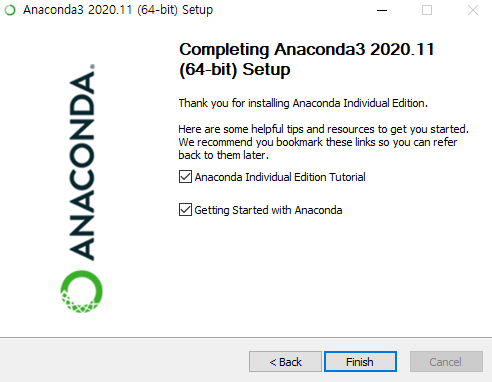 Anaconda3 2020.11 (64-bit) Setup
Completing Anaconda3 2020.11
(64-bit) Setup
Thank you for installing Anaconda Individual Edition.
Here are some helpful tips and resources to get you started.
We recommend you bookmark these links so you can refer
back to them later.
Anaconda Individual Edition Tutorial
Getting Started with Anaconda
ANACONDA.
< Back
Finish
Cancel